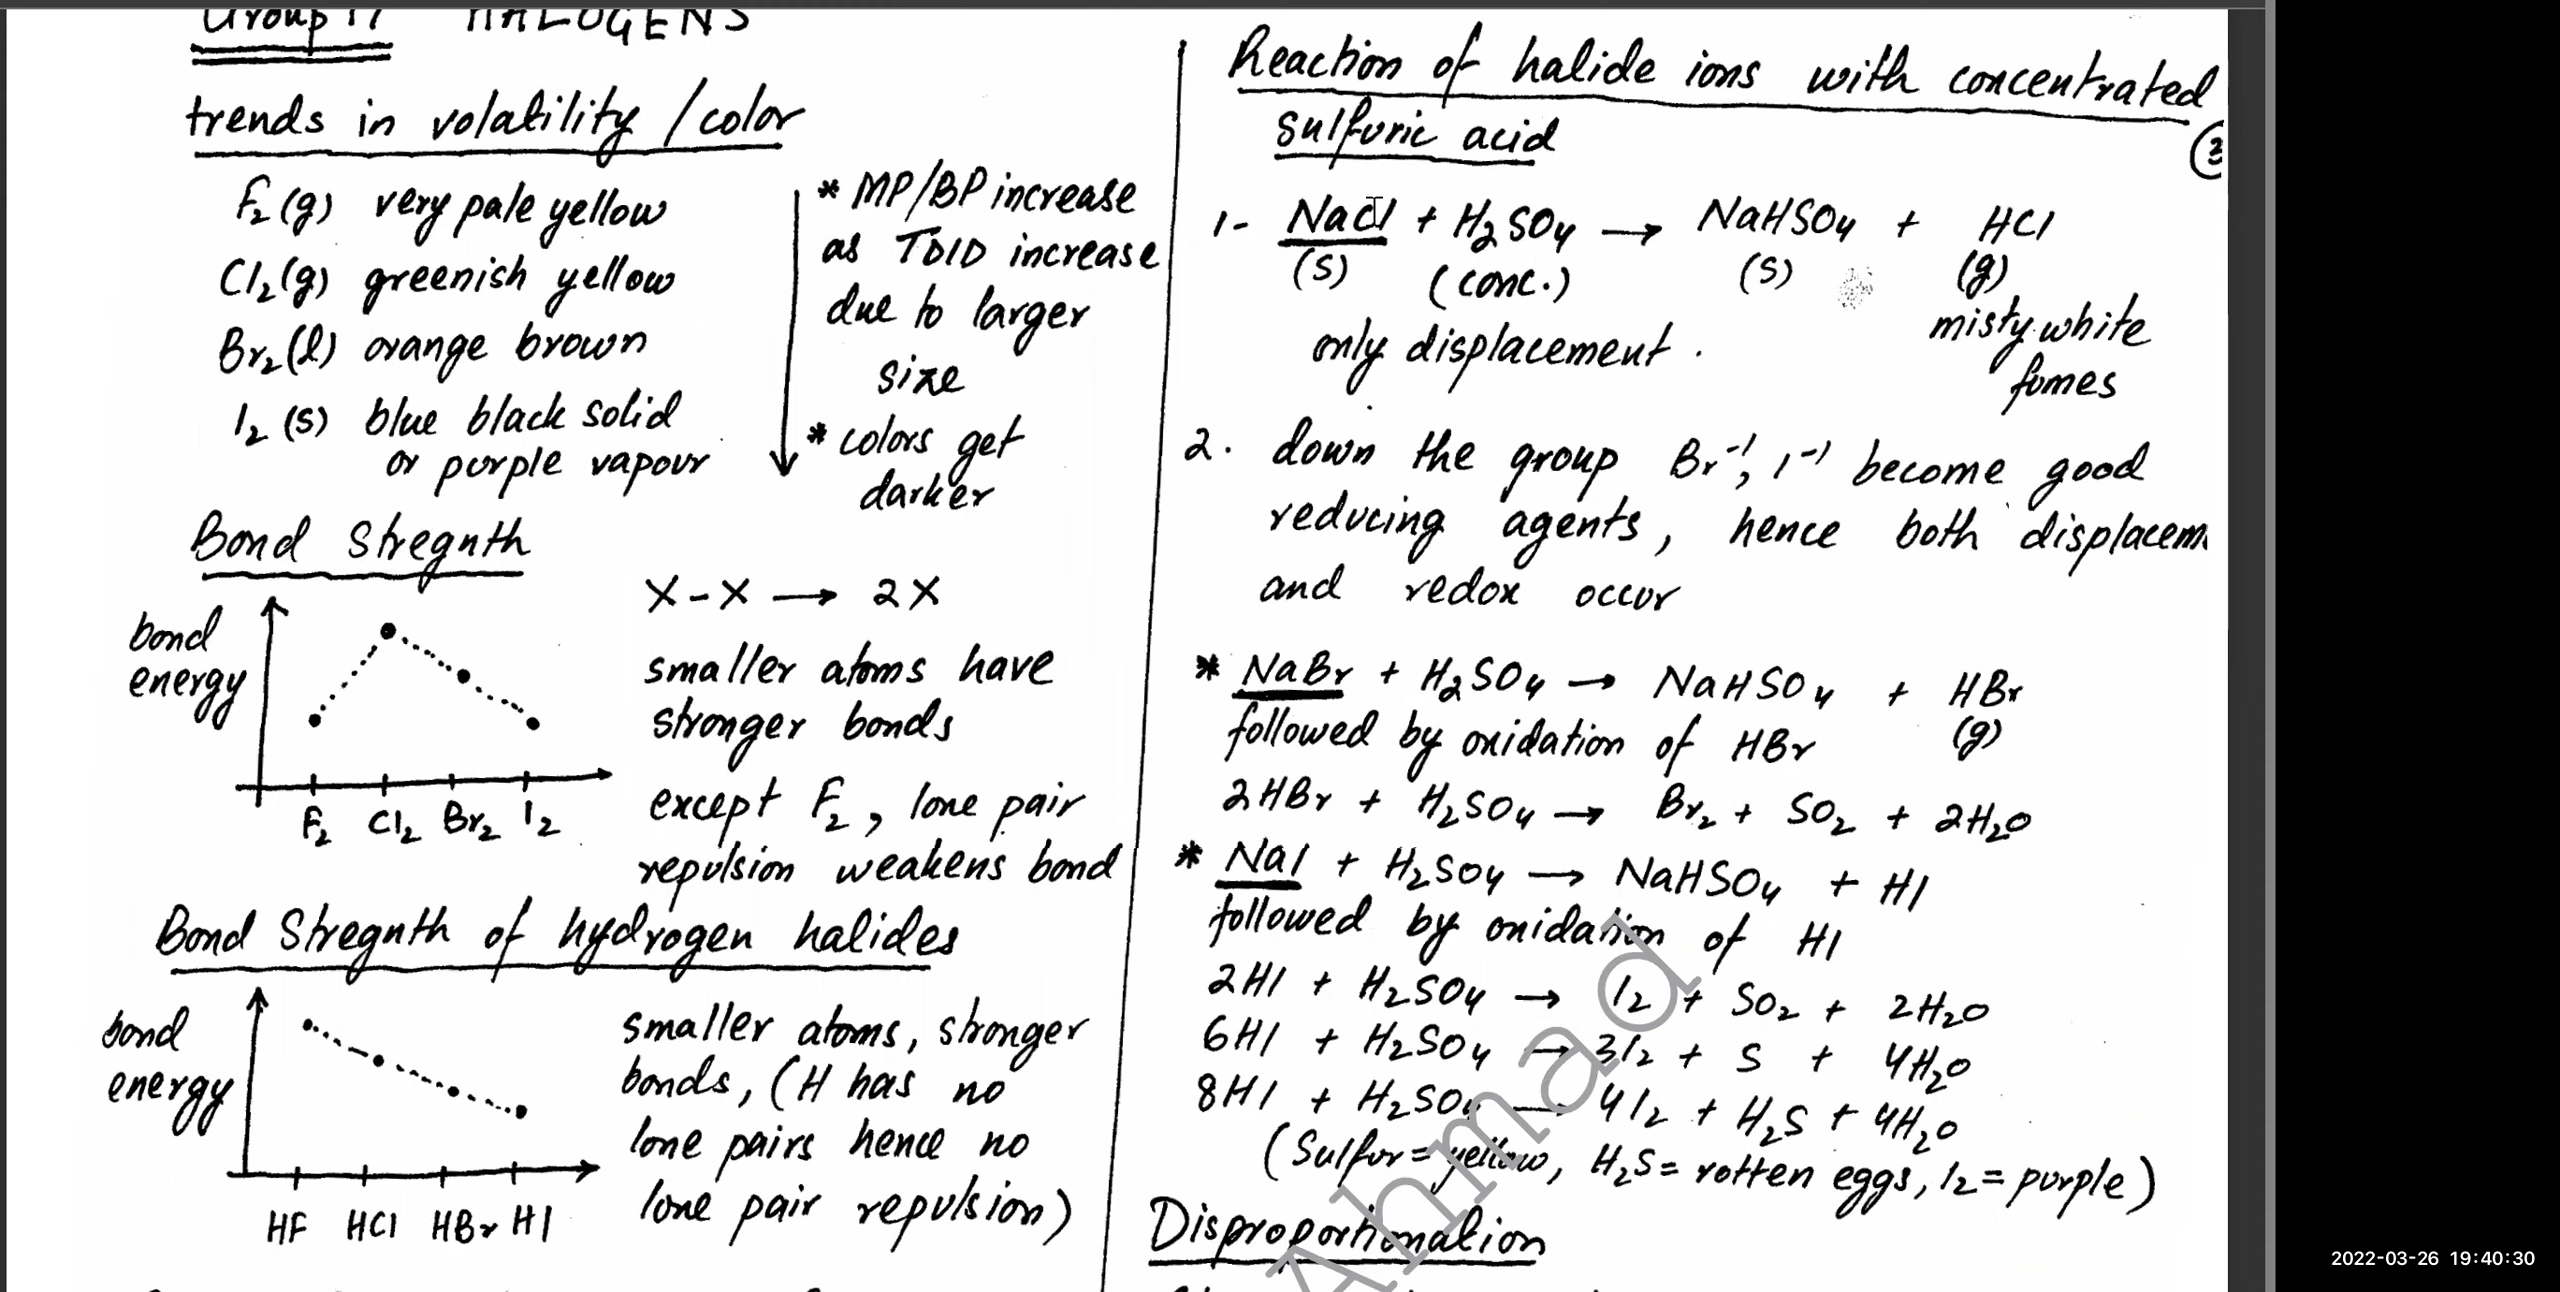 Group 17 HALOGENS
trends in volatility / color
F₂ (g) very pale yellow
Cl₂ (g) greenish yellow
Br₂ (l) orange brown
I₂ (s) blue black solid
or purple vapour
* MP/BP increase
as TDID increase
due to larger
size
* colors get
darker
Bond Stregnth
bond
energy
F₂ Cl₂ Br₂ I₂
X-X → 2X
smaller atoms have
stronger bonds
except F₂, lone pair
repulsion weakens bond
Bond Stregnth of hydrogen halides
bond
energy
HF HCl HBr HI
smaller atoms, stronger
bonds, (H has no
lone pairs hence no
lone pair repulsion)
Reaction of halide ions with concentrated
sulfuric acid
1- NaCl + H₂SO₄ → NaHSO₄ + HCl
(s) (conc.) (s) (g)
misty white
fumes
only displacement.
2. down the group Br⁻¹, I⁻¹ become good
reducing agents, hence both displacem
and redox occur
* NaBr + H₂SO₄ → NaHSO₄ + HBr
(g)
followed by oxidation of HBr
2HBr + H₂SO₄ → Br₂ + SO₂ + 2H₂O
* NaI + H₂SO₄ → NaHSO₄ + HI
followed by oxidation of HI
2HI + H₂SO₄ → I₂ + SO₂ + 2H₂O
6HI + H₂SO₄ → 3I₂ + S + 4H₂O
8HI + H₂SO₄ — 4I₂ + H₂S + 4H₂O
(Sulfur = yellow, H₂S = rotten eggs, I₂ = purple)
Disproportionation
Ahmad
2022-03-26 19:40:30